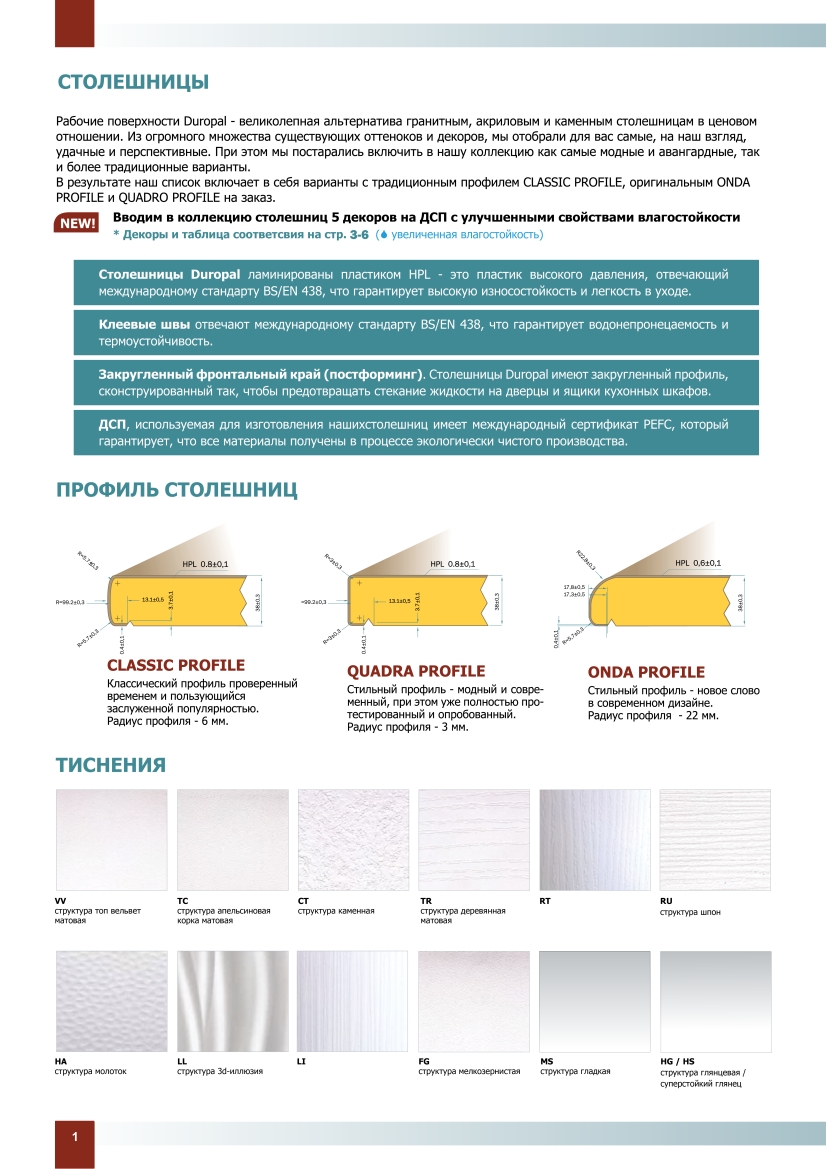 СТОЛЕШНИЦЫ
Рабочие поверхности Duropal - великолепная альтернатива гранитным, акриловым и каменным столешницам в ценовом
отношении. Из огромного множества существующих оттеноков и декоров, мы отобрали для вас самые, на наш взгляд,
удачные и перспективные. При этом мы постарались включить в нашу коллекцию как самые модные и авангардные, так
и более традиционные варианты.
В результате наш список включает в себя варианты с традиционным профилем CLASSIC PROFILE, оригинальным ONDA
PROFILE и QUADRO PROFILE на заказ.
NEW!
Вводим в коллекцию столешниц 5 декоров на ДСП с улучшенными свойствами влагостойкости
* Декоры и таблица соответсвия на стр. 3-6 (увеличенная влагостойкость)
Столешницы Duropal ламинированы пластиком HPL - это пластик высокого давления, отвечающий
международному стандарту BS/EN 438, что гарантирует высокую износостойкость и легкость в уходе.
Клеевые швы отвечают международному стандарту BS/EN 438, что гарантирует водонепронецаемость и
термоустойчивость.
Закругленный фронтальный край (постформинг). Столешницы Duropal имеют закругленный профиль,
сконструированный так, чтобы предотвращать стекание жидкости на дверцы и ящики кухонных шкафов.
ДСП, используемая для изготовления нашихстолешниц имеет международный сертификат PEFC, который
гарантирует, что все материалы получены в процессе экологически чистого производства.
ПРОФИЛЬ СТОЛЕШНИЦ
R=5.7±0,3
HPL 0.8±0,1
R=99.2±0,3
13.1±0,5
3.7±0,1
38±0,3
R=5.7±0,3
0.4±0,1
CLASSIC PROFILE
Классический профиль проверенный
временем и пользующийся
заслуженной популярностью.
Радиус профиля - 6 мм.
R=3±0,3
HPL 0.8±0,1
=99.2±0,3
13.1±0,5
3.7±0,1
38±0,3
R=3±0,3
0.4±0,1
QUADRA PROFILE
Стильный профиль - модный и совре-
менный, при этом уже полностью про-
тестированный и опробованный.
Радиус профиля - 3 мм.
R22,8±0,3
HPL 0,6±0,1
17,8±0,5
17,3±0,5
38±0,3
0,4±0,1
R=5,7±0,3
ONDA PROFILE
Стильный профиль - новое слово
в современном дизайне.
Радиус профиля - 22 мм.
ТИСНЕНИЯ
VV
структура топ вельвет
матовая
TC
структура апельсиновая
корка матовая
CT
структура каменная
TR
структура деревянная
матовая
RT
RU
структура шпон
HA
структура молоток
LL
структура 3d-иллюзия
LI
FG
структура мелкозернистая
MS
структура гладкая
HG / HS
структура глянцевая /
суперстойкий глянец
1